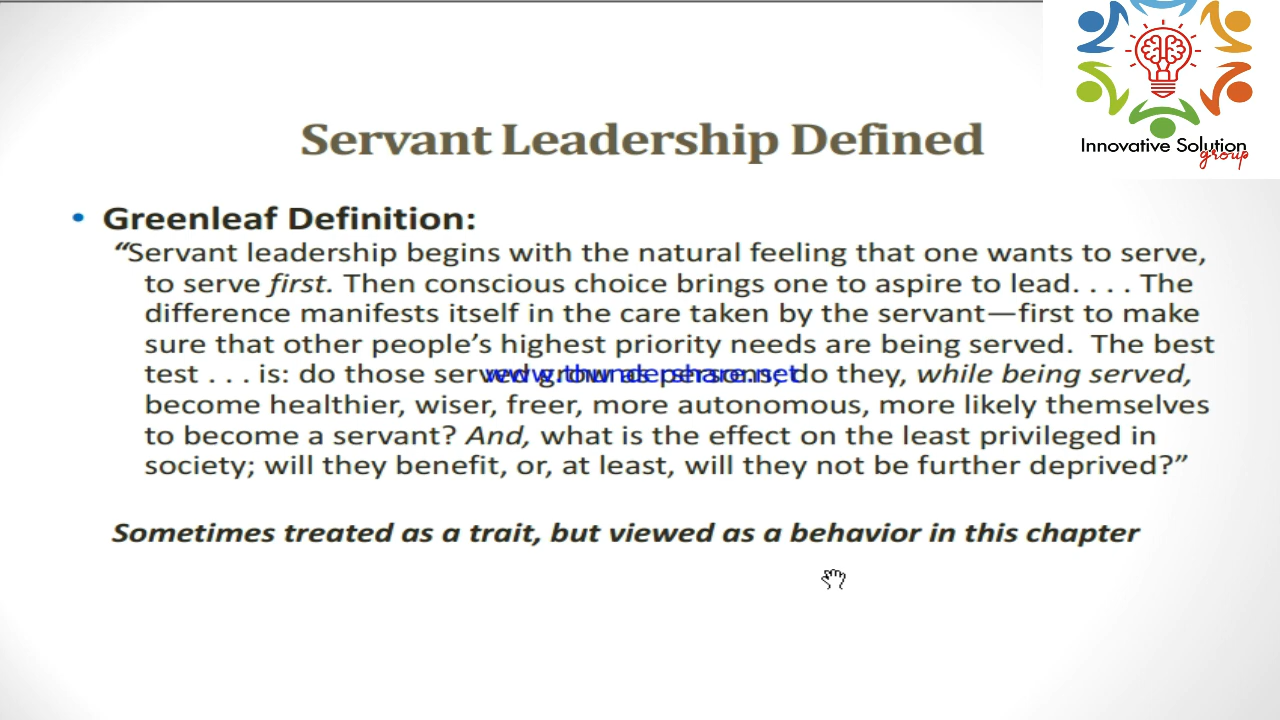 Innovative Solution
group
Servant Leadership Defined
• Greenleaf Definition:
“Servant leadership begins with the natural feeling that one wants to serve,
to serve first. Then conscious choice brings one to aspire to lead. . . . The
difference manifests itself in the care taken by the servant—first to make
sure that other people’s highest priority needs are being served. The best
test . . . is: do those served grow as persons; do they, while being served,
www.thundershare.net
become healthier, wiser, freer, more autonomous, more likely themselves
to become a servant? And, what is the effect on the least privileged in
society; will they benefit, or, at least, will they not be further deprived?”
Sometimes treated as a trait, but viewed as a behavior in this chapter